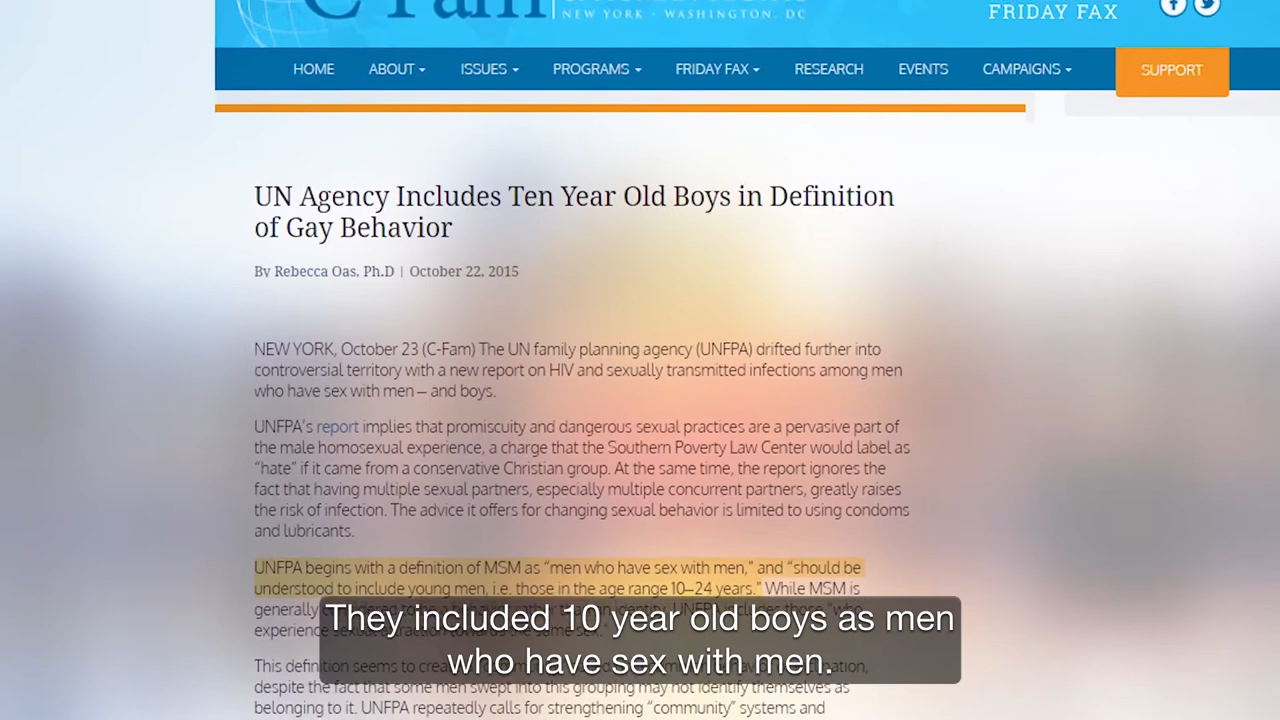 C-Fam
NEW YORK · WASHINGTON, DC
FRIDAY FAX
HOME ABOUT ISSUES PROGRAMS FRIDAY FAX RESEARCH EVENTS CAMPAIGNS SUPPORT
UN Agency Includes Ten Year Old Boys in Definition
of Gay Behavior
By Rebecca Oas, Ph.D | October 22, 2015
NEW YORK, October 23 (C-Fam) The UN family planning agency (UNFPA) drifted further into
controversial territory with a new report on HIV and sexually transmitted infections among men
who have sex with men – and boys.
UNFPA's report implies that promiscuity and dangerous sexual practices are a pervasive part of
the male homosexual experience, a charge that the Southern Poverty Law Center would label as
"hate" if it came from a conservative Christian group. At the same time, the report ignores the
fact that having multiple sexual partners, especially multiple concurrent partners, greatly raises
the risk of infection. The advice it offers for changing sexual behavior is limited to using condoms
and lubricants.
UNFPA begins with a definition of MSM as "men who have sex with men," and "should be
understood to include young men, i.e. those in the age range 10–24 years." While MSM is
generally
They included 10 year old boys as men
who have sex with men.
This definition seems to
despite the fact that some men swept into this grouping may not identify themselves as
belonging to it. UNFPA repeatedly calls for strengthening "community" systems and